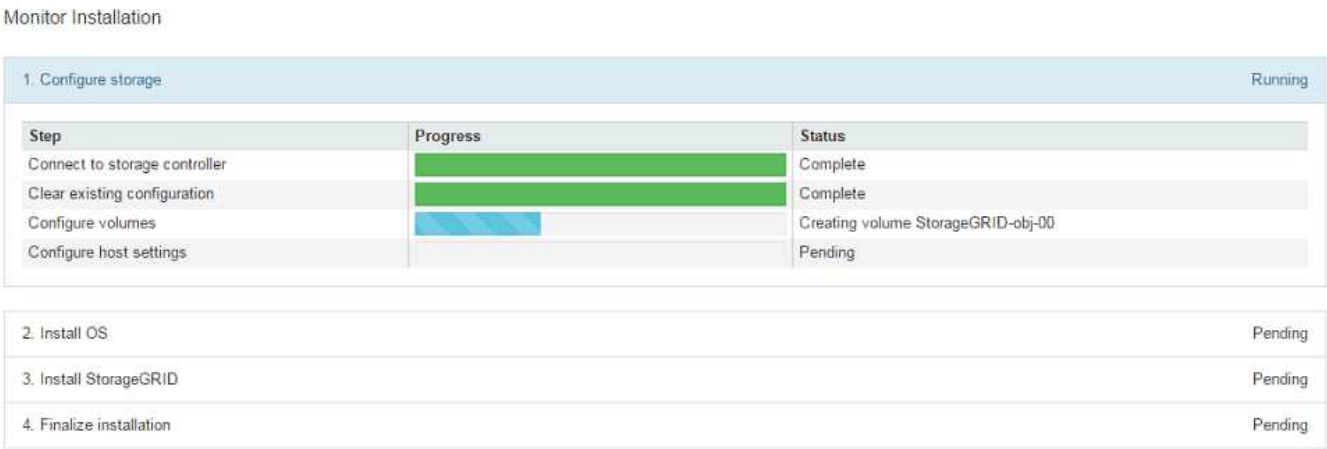 Monitor Installation
1. Configure storage Running
Step Progress Status
Connect to storage controller Complete
Clear existing configuration Complete
Configure volumes Creating volume StorageGRID-obj-00
Configure host settings Pending
2. Install OS Pending
3. Install StorageGRID Pending
4. Finalize installation Pending